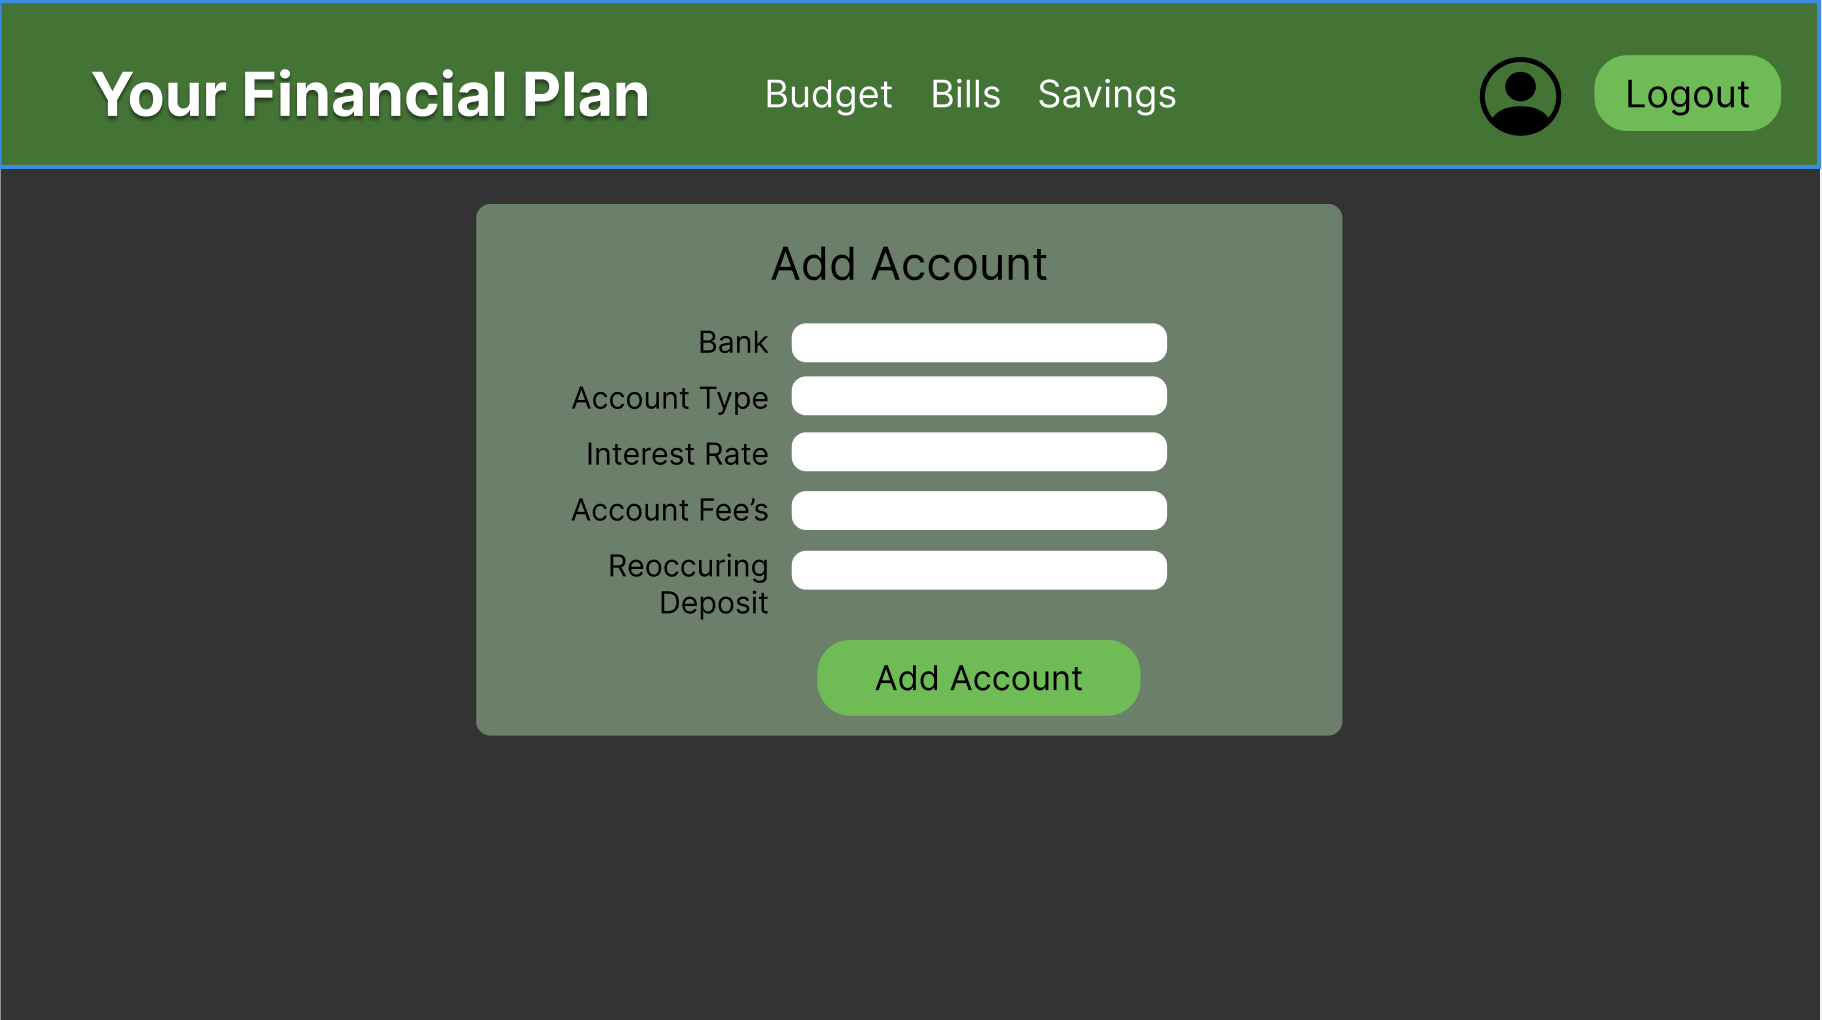 Your Financial Plan
Budget Bills Savings
Logout
Add Account
Bank
Account Type
Interest Rate
Account Fee’s
Reoccuring
Deposit
Add Account